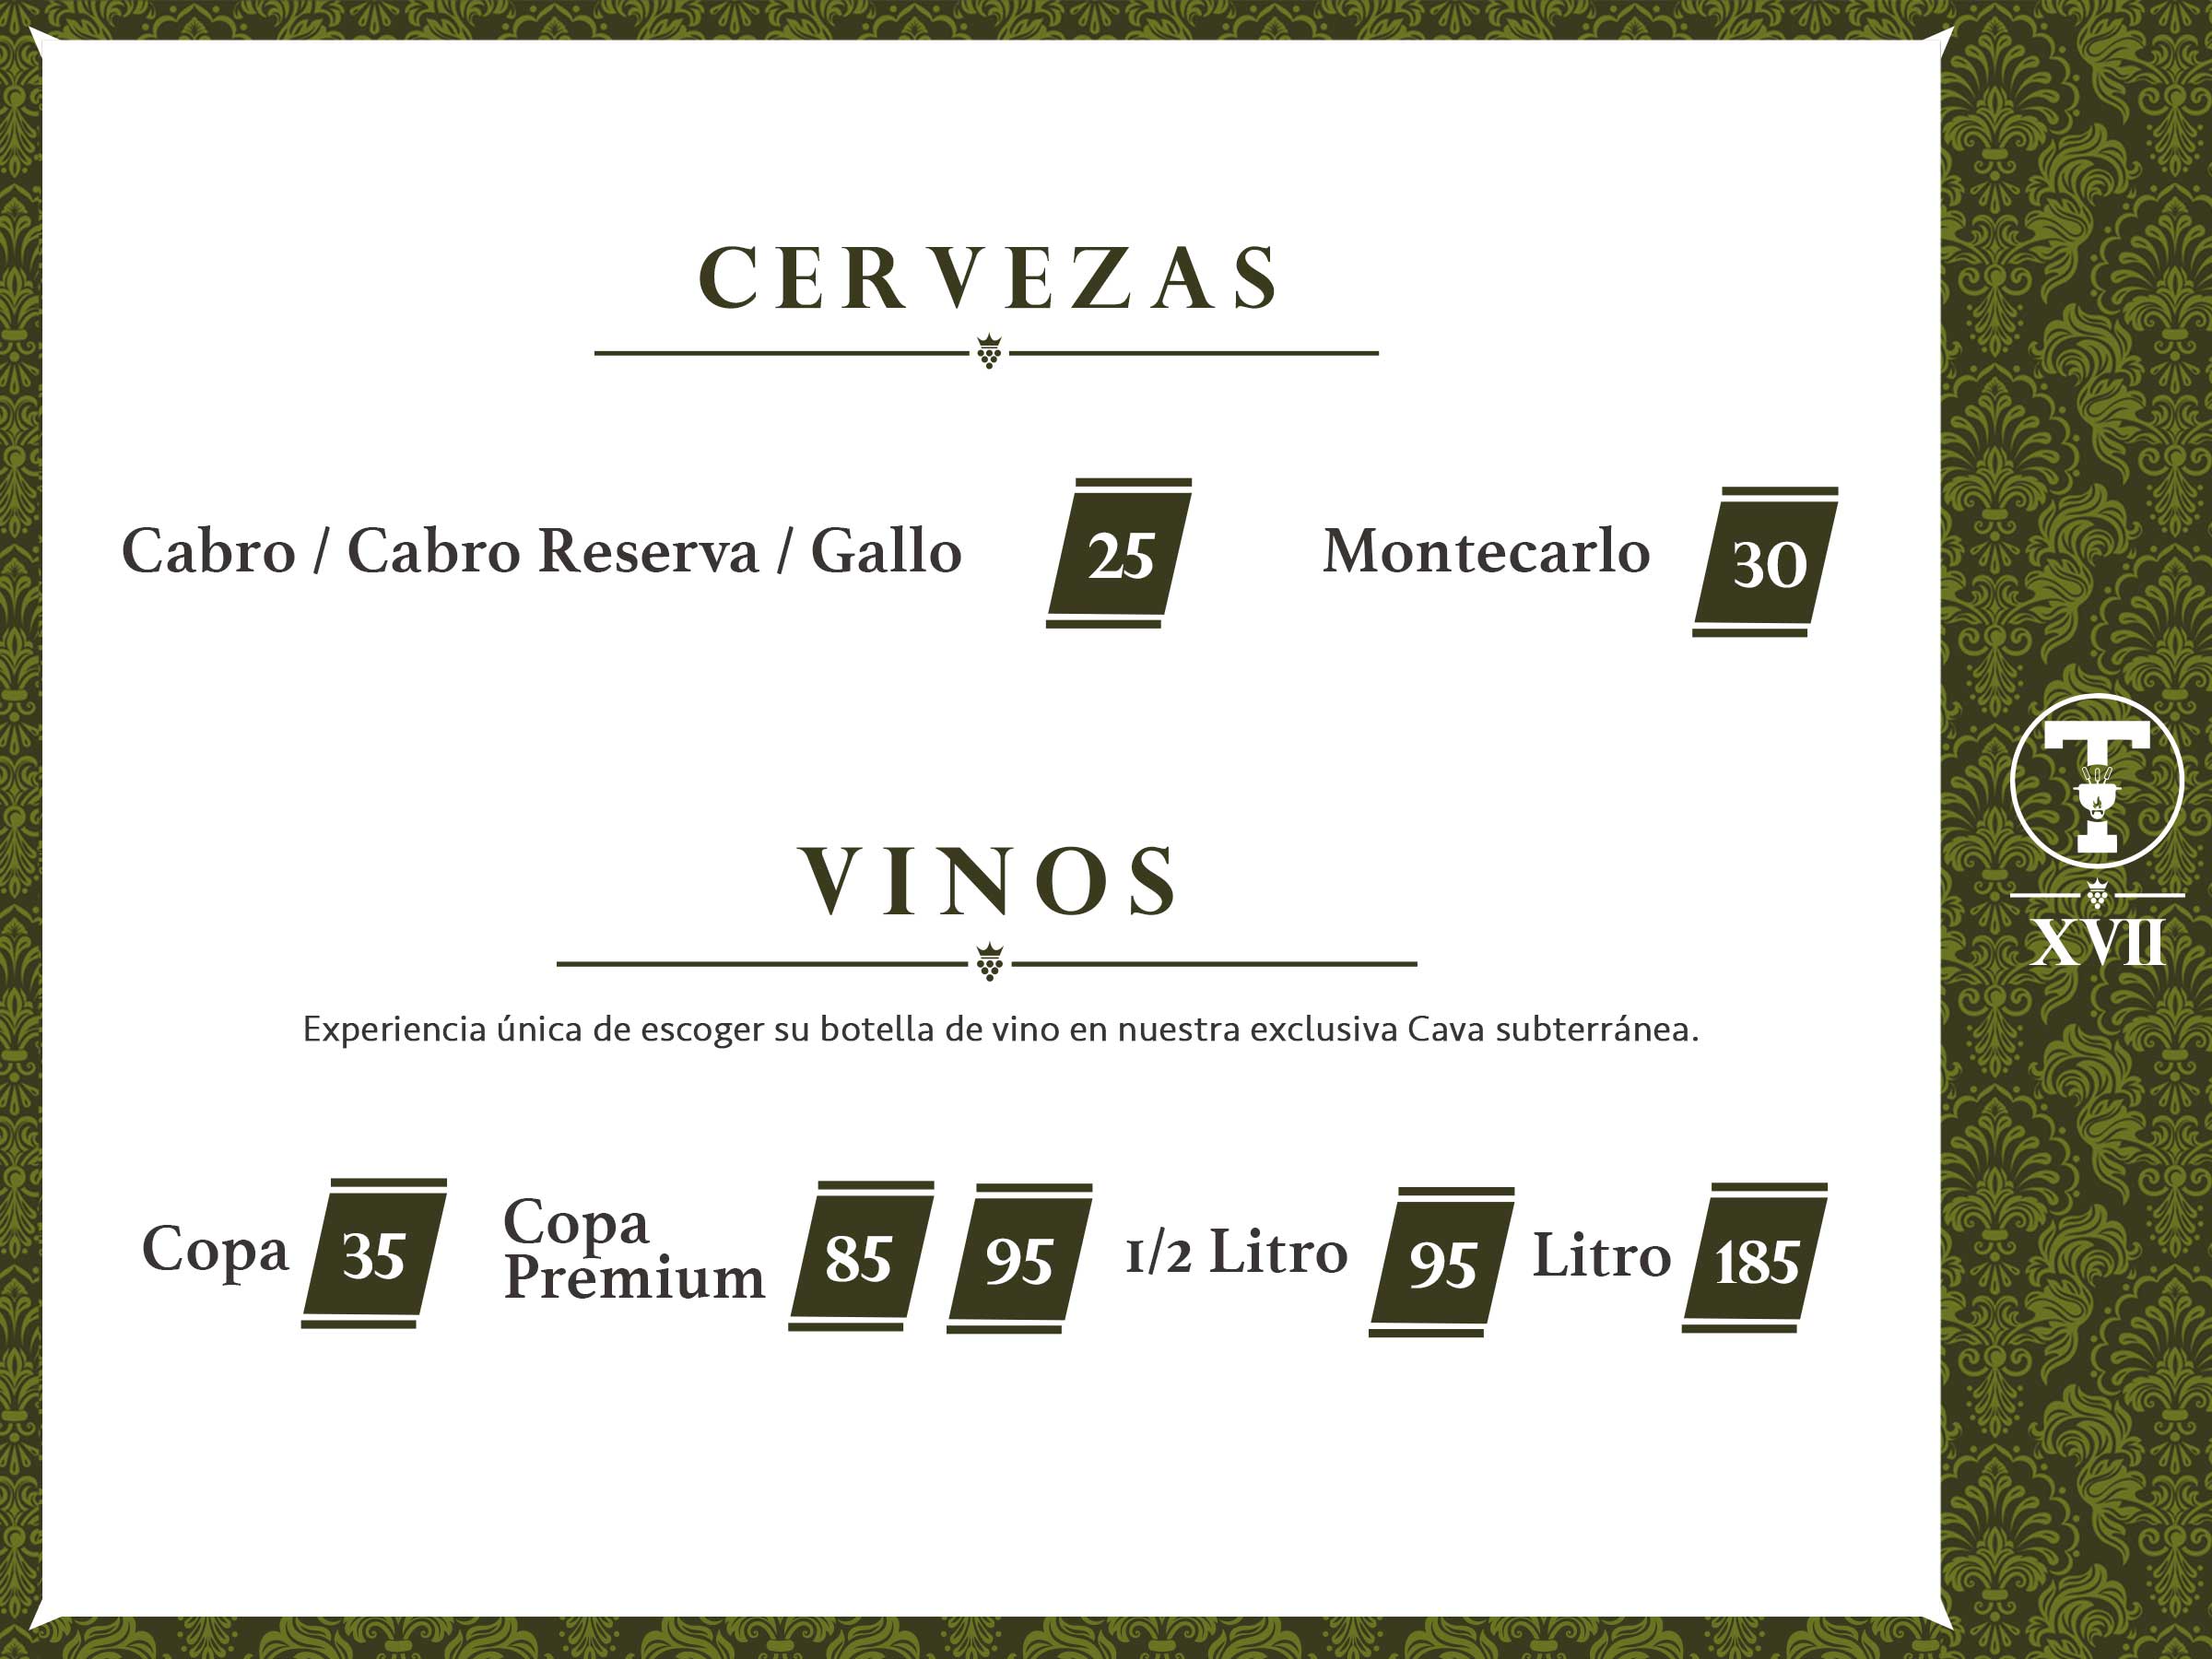 CERVEZAS
Cabro / Cabro Reserva / Gallo 25 Montecarlo 30
T
XVII
VINOS
Experiencia única de escoger su botella de vino en nuestra exclusiva Cava subterránea.
Copa 35
Copa
Premium 85 95
1/2 Litro 95
Litro 185